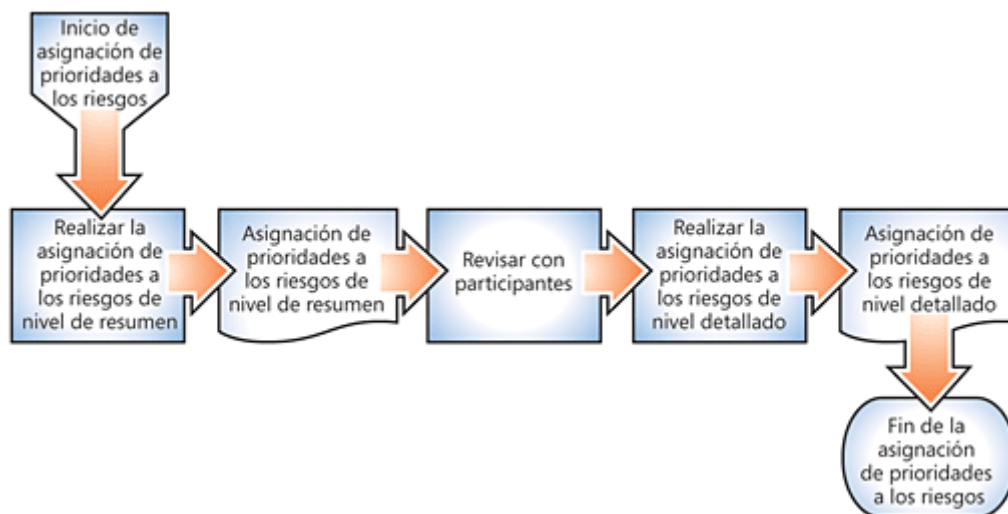 Inicio de
asignación de
prioridades a
los riesgos
Realizar la
asignación de
prioridades a
los riesgos de
nivel de resumen
Asignación de
prioridades a
los riesgos de
nivel de resumen
Revisar con
participantes
Realizar la
asignación de
prioridades a
los riesgos de
nivel detallado
Asignación de
prioridades a
los riesgos de
nivel detallado
Fin de la
asignación
de prioridades
a los riesgos